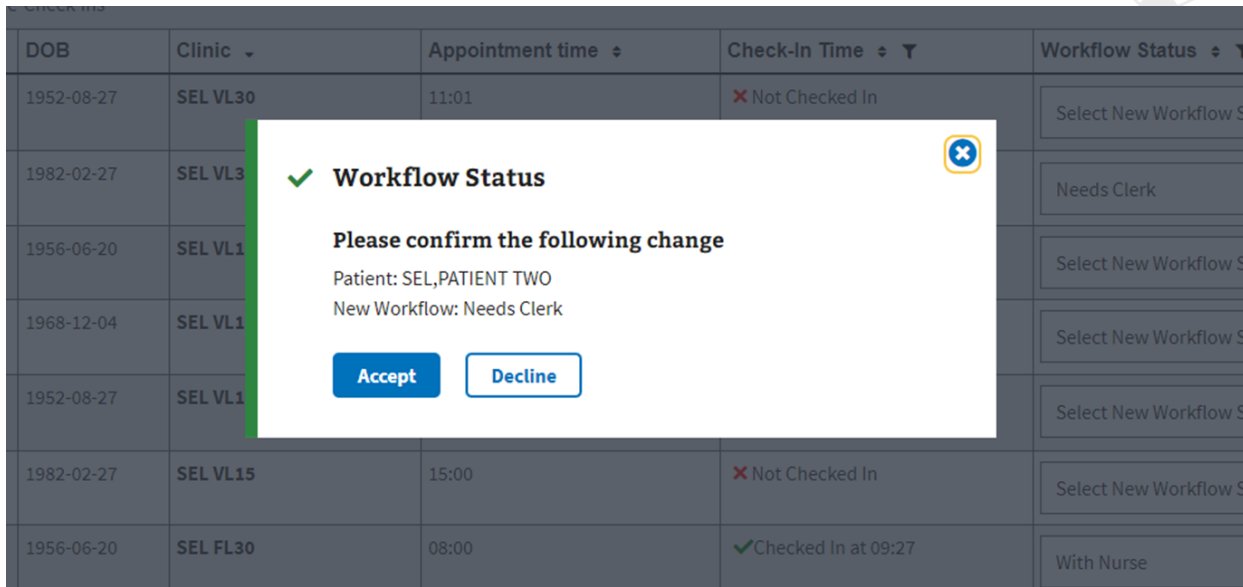 DOB Clinic Appointment time Check-In Time Workflow Status
1952-08-27 SEL VL30 11:01 Not Checked In
Select New Workflow S
Workflow Status
1982-02-27 SEL VL3
Needs Clerk
Please confirm the following change
1956-06-20 SEL VL1
Select New Workflow S
Patient: SEL,PATIENT TWO
New Workflow: Needs Clerk
1968-12-04 SEL VL1
Select New Workflow S
Accept Decline
1952-08-27 SEL VL1
Select New Workflow S
1982-02-27 SEL VL15 15:00 Not Checked In
Select New Workflow S
1956-06-20 SEL FL30 08:00 Checked In at 09:27
With Nurse